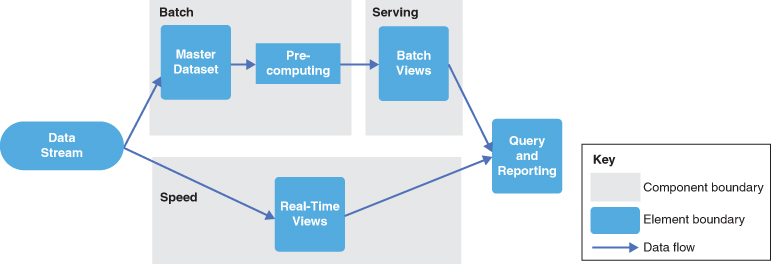 Batch
Serving
Master
Dataset
Pre-
computing
Batch
Views
Data
Stream
Query
and
Reporting
Speed
Real-Time
Views
Key
Component boundary
Element boundary
Data flow